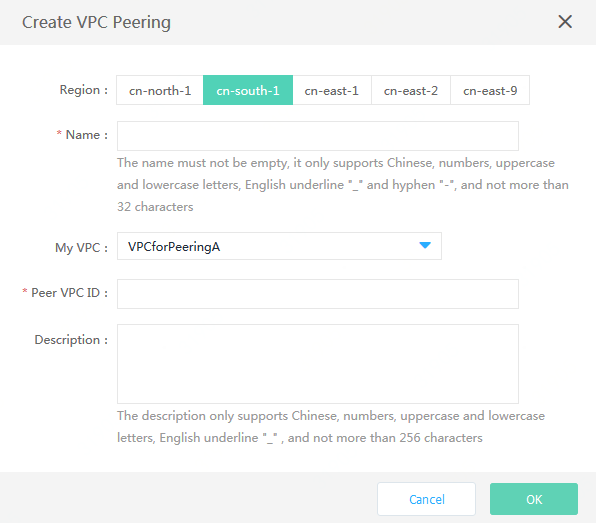 Create VPC Peering
Region : cn-north-1 cn-south-1 cn-east-1 cn-east-2 cn-east-9
* Name :
The name must not be empty, it only supports Chinese, numbers, uppercase
and lowercase letters, English underline "_" and hyphen "-", and not more than
32 characters
My VPC : VPCforPeeringA
* Peer VPC ID :
Description :
The description only supports Chinese, numbers, uppercase and lowercase
letters, English underline "_" , and not more than 256 characters
Cancel OK